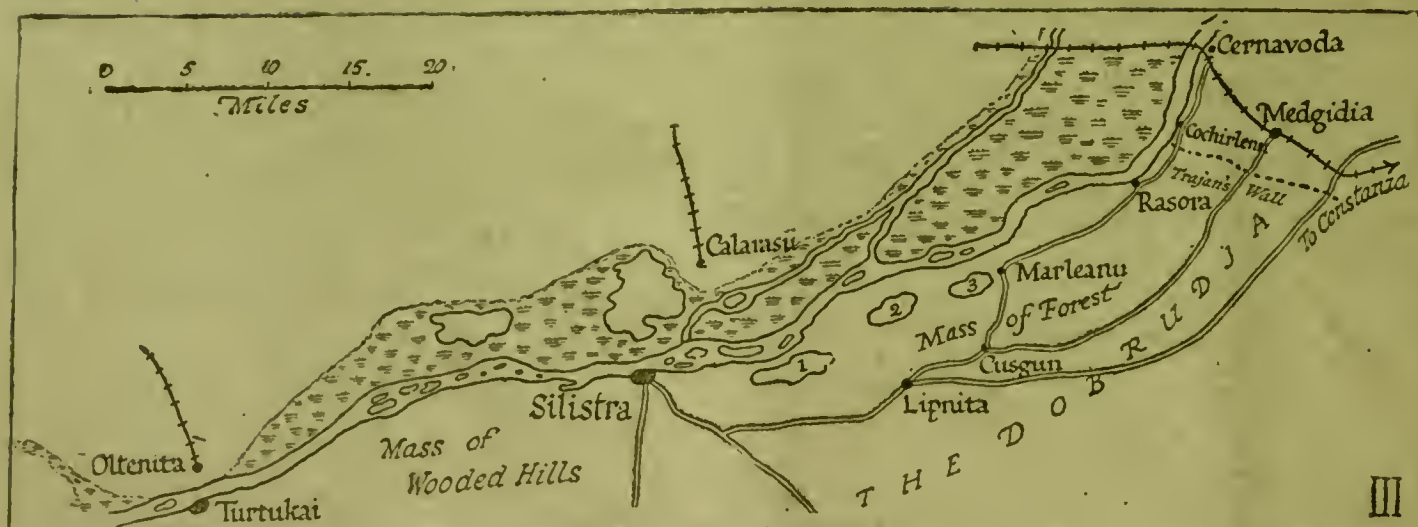 0 5 10 15. 20.
Miles
Cernavoda
Medgidia
Cochirleni
Trajan's Wall
Rasora
To Constanza
Calarasu
Marleanu
3
2
Mass of Forest
1
Cusgun
Lipnita
Silistra
THE DOBRUDJA
Mass of
Wooded Hills
Oltenita
Turtukai
III